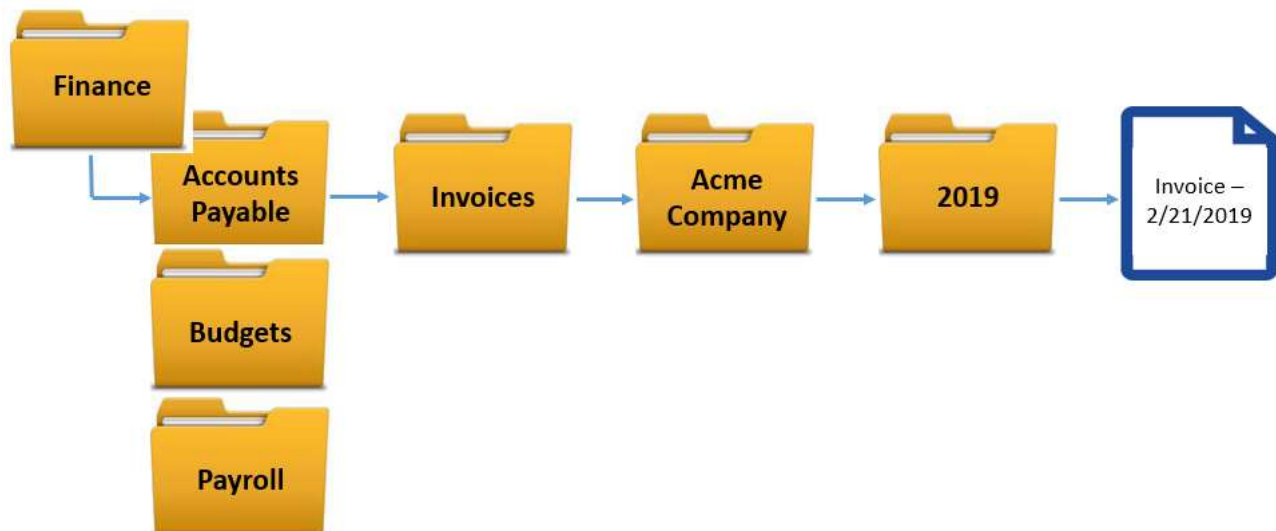 Finance
Accounts
Payable
Invoices
Acme
Company
2019
Invoice –
2/21/2019
Budgets
Payroll